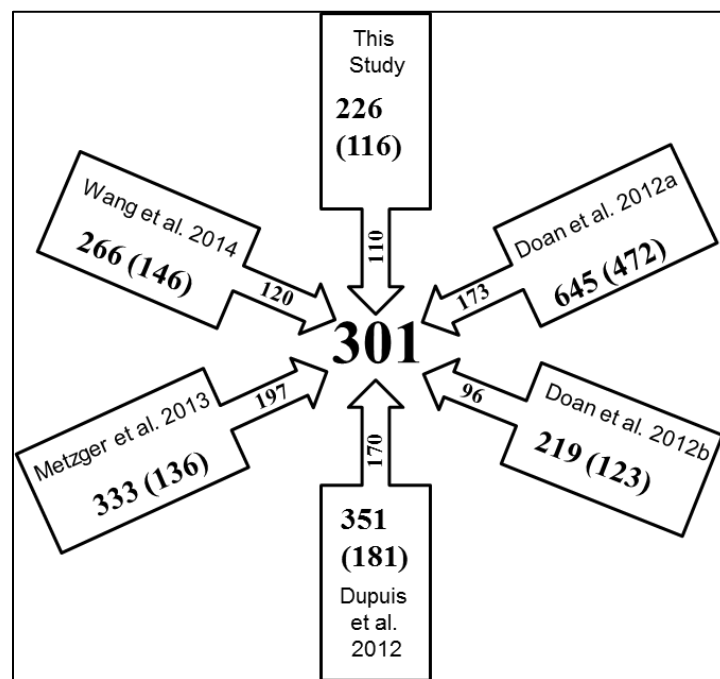 This
Study
226
(116)
110
Wang et al. 2014
266 (146)
120
Doan et al. 2012a
645 (472)
173
301
Metzger et al. 2013
333 (136)
197
Doan et al. 2012b
219 (123)
96
170
351
(181)
Dupuis
et al.
2012